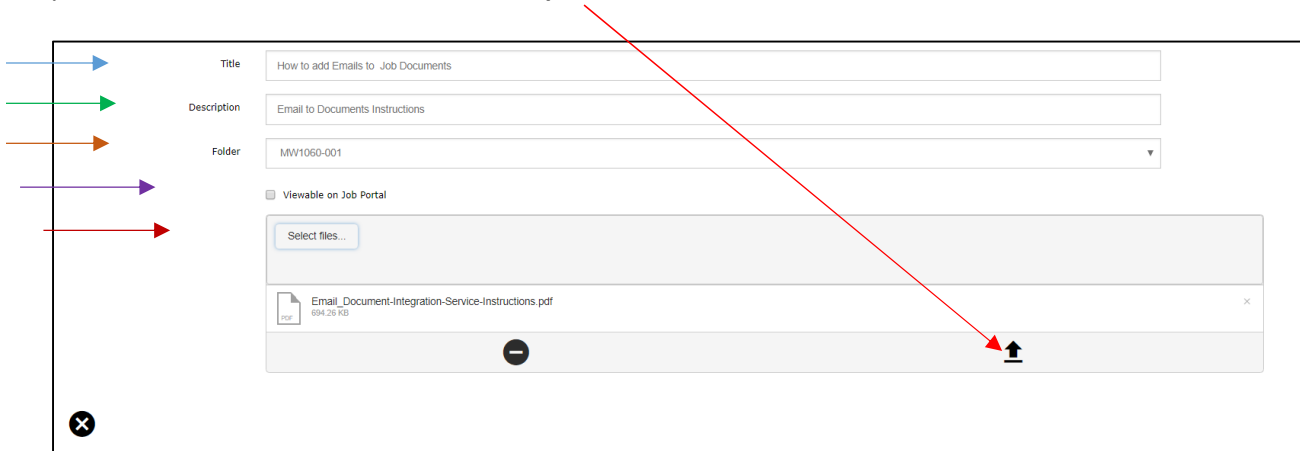 Title
How to add Emails to Job Documents
Description
Email to Documents Instructions
Folder
MW1060-001
Viewable on Job Portal
Select files...
Email_Document-Integration-Service-Instructions.pdf
PDF
694.26 KB